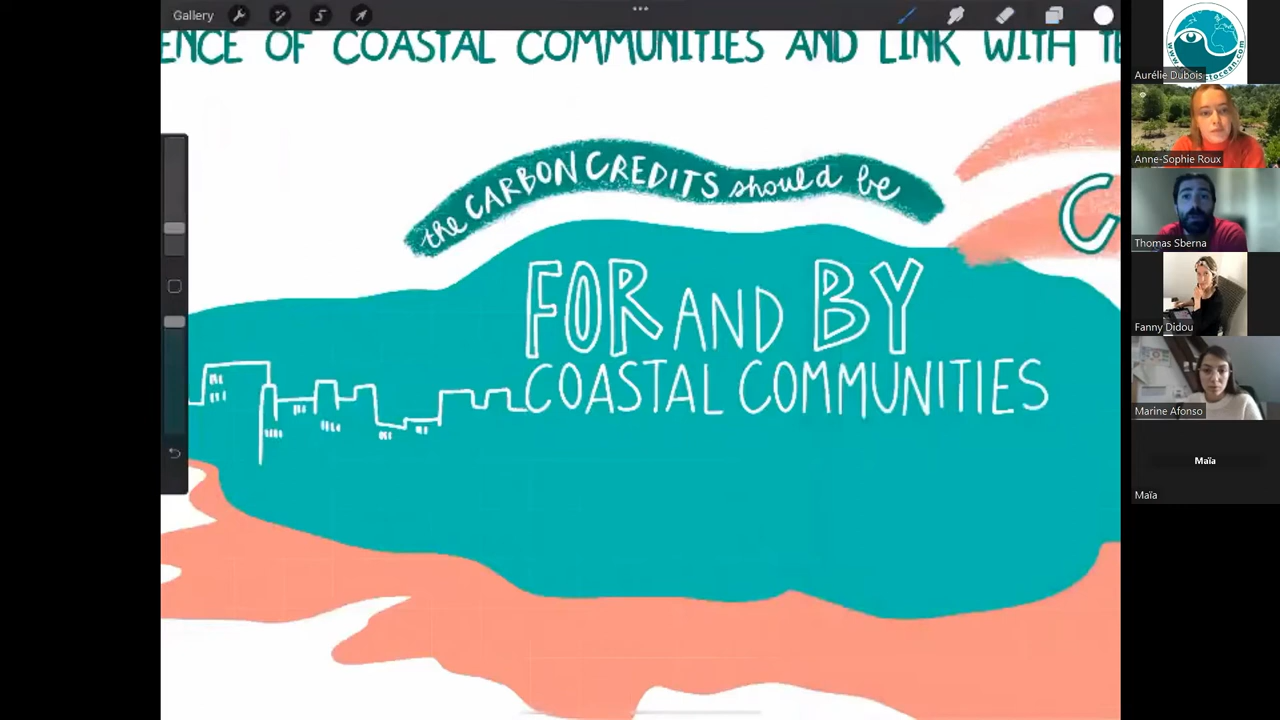 Gallery
ENCE OF COASTAL COMMUNITIES AND LINK WITH TE
the CARBON CREDITS should be
FOR AND BY
COASTAL COMMUNITIES
C
Aurélie Dubois
Anne-Sophie Roux
Thomas Sberna
Fanny Didou
Marine Afonso
Maïa
Maïa